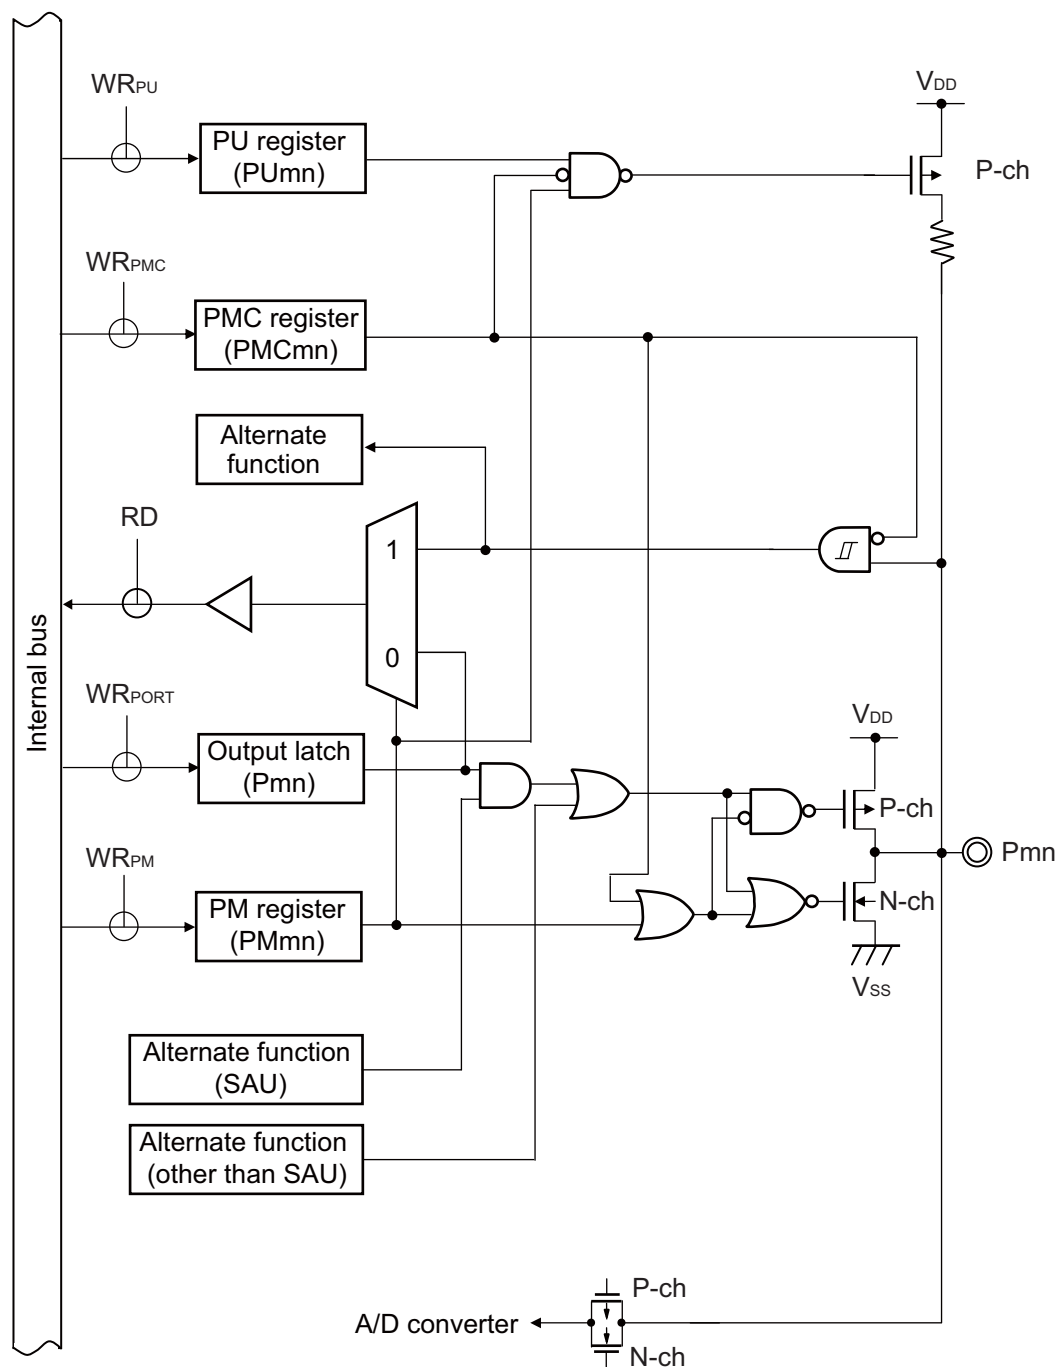 WRPU
VDD
PU register
(PUmn)
P-ch
WRPMC
PMC register
(PMCmn)
Alternate
function
RD
1
0
Internal bus
WRPORT
VDD
Output latch
(Pmn)
P-ch
Pmn
WRPM
PM register
(PMmn)
N-ch
VSS
Alternate function
(SAU)
Alternate function
(other than SAU)
P-ch
A/D converter
N-ch